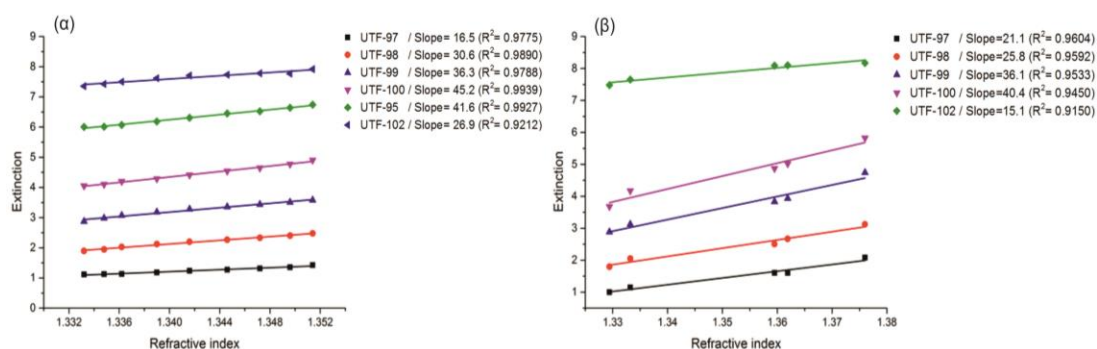 (α)
9
8
7
6
5
4
3
2
1
0
Extinction
1.332 1.336 1.340 1.344 1.348 1.352
Refractive index
UTF-97 / Slope= 16.5 (R²= 0.9775)
UTF-98 / Slope= 30.6 (R²= 0.9890)
UTF-99 / Slope= 36.3 (R²= 0.9788)
UTF-100 / Slope= 45.2 (R²= 0.9939)
UTF-95 / Slope= 41.6 (R²= 0.9927)
UTF-102 / Slope= 26.9 (R²= 0.9212)
(β)
9
8
7
6
5
4
3
2
1
Extinction
1.33 1.34 1.35 1.36 1.37 1.38
Refractive index
UTF-97 / Slope=21.1 (R²= 0.9604)
UTF-98 / Slope=25.8 (R²= 0.9592)
UTF-99 / Slope=36.1 (R²= 0.9533)
UTF-100 / Slope=40.4 (R²= 0.9450)
UTF-102 / Slope=15.1 (R²= 0.9150)